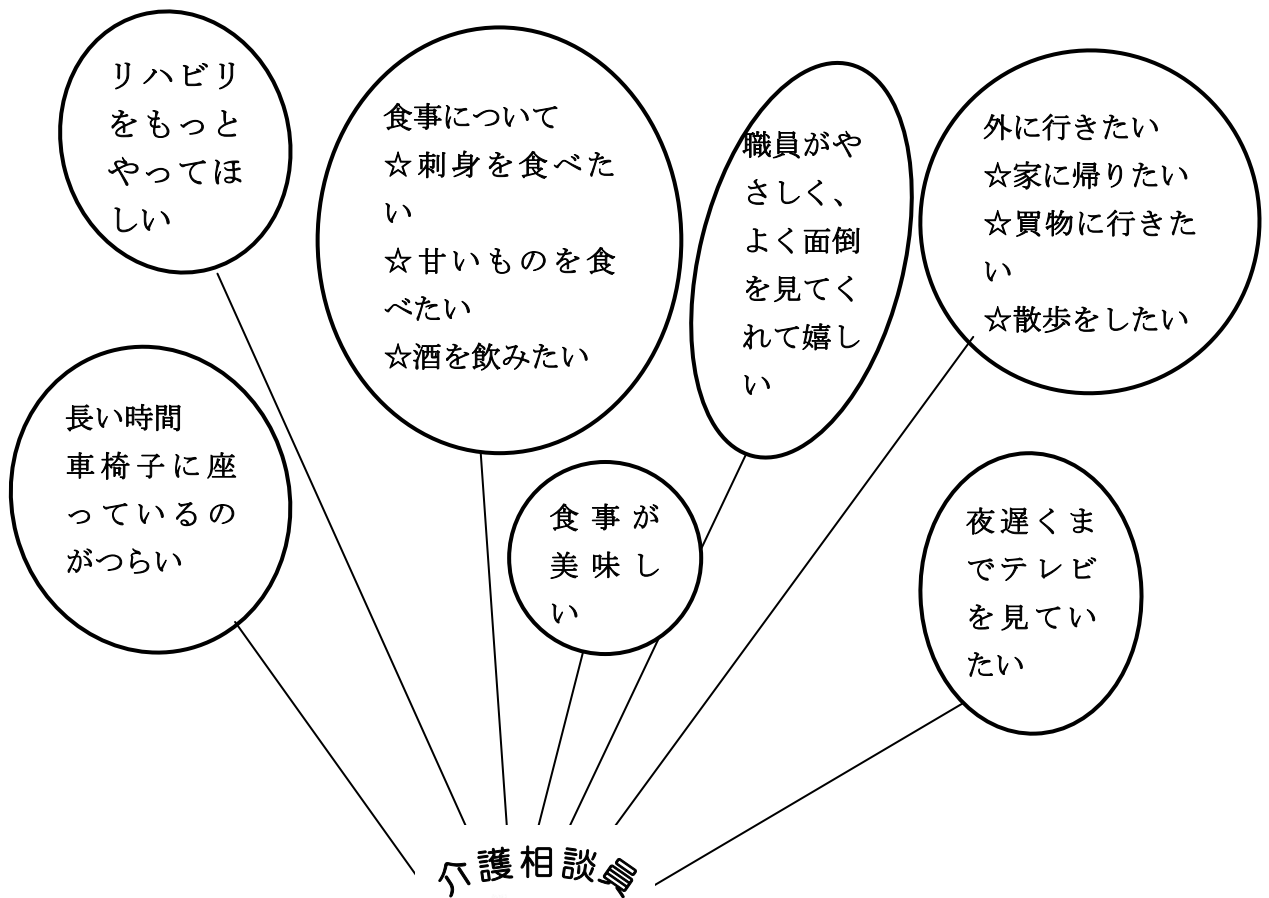 リハビリ
をもっと
やってほ
しい
食事について
☆刺身を食べた
い
☆甘いものを食
べたい
☆酒を飲みたい
職員がや
さしく、
よく面倒
を見てく
れて嬉し
い
外に行きたい
☆家に帰りたい
☆買物に行きた
い
☆散歩をしたい
長い時間
車椅子に座
っているの
がつらい
食事が
美味し
い
夜遅くま
でテレビ
を見てい
たい
介護相談員